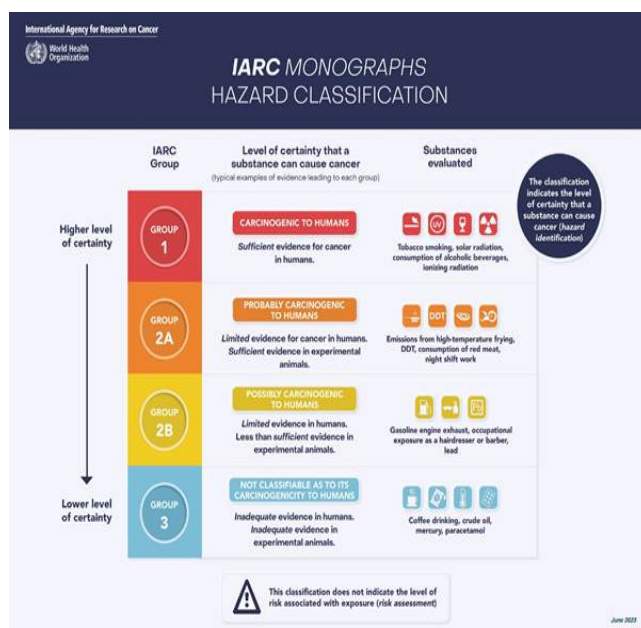 International Agency for Research on Cancer
World Health
Organization
IARC MONOGRAPHS
HAZARD CLASSIFICATION
IARC
Group
Level of certainty that a
substance can cause cancer
(typical examples of evidence leading to each group)
Substances
evaluated
The classification
indicates the level
of certainty that a
substance can cause
cancer (hazard
identification)
Higher level
of certainty
GROUP
1
CARCINOGENIC TO HUMANS
Sufficient evidence for cancer
in humans.
UV
Tobacco smoking, solar radiation,
consumption of alcoholic beverages,
ionizing radiation
GROUP
2A
PROBABLY CARCINOGENIC
TO HUMANS
Limited evidence for cancer in humans.
Sufficient evidence in experimental
animals.
DDT
Emissions from high-temperature frying,
DDT, consumption of red meat,
night shift work
GROUP
2B
POSSIBLY CARCINOGENIC
TO HUMANS
Limited evidence in humans.
Less than sufficient evidence in
experimental animals.
Gasoline engine exhaust, occupational
exposure as a hairdresser or barber,
lead
Lower level
of certainty
GROUP
3
NOT CLASSIFIABLE AS TO ITS
CARCINOGENICITY TO HUMANS
Inadequate evidence in humans.
Inadequate evidence in
experimental animals.
Coffee drinking, crude oil,
mercury, paracetamol
This classification does not indicate the level of
risk associated with exposure (risk assessment)
June 2023